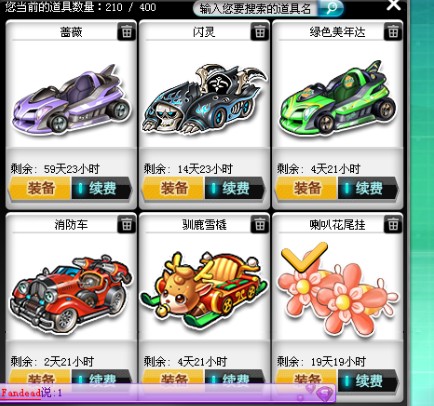 您当前的道具数量：210 / 400
输入您要搜索的道具名
蔷薇
闪灵
绿色美年达
剩余：59天23小时
剩余：14天23小时
剩余：4天21小时
装备 续费
装备 续费
装备 续费
消防车
驯鹿雪橇
喇叭花尾挂
剩余：2天21小时
剩余：4天21小时
剩余：19天19小时
装备 续费
装备 续费
装备 续费
Fandead说:1